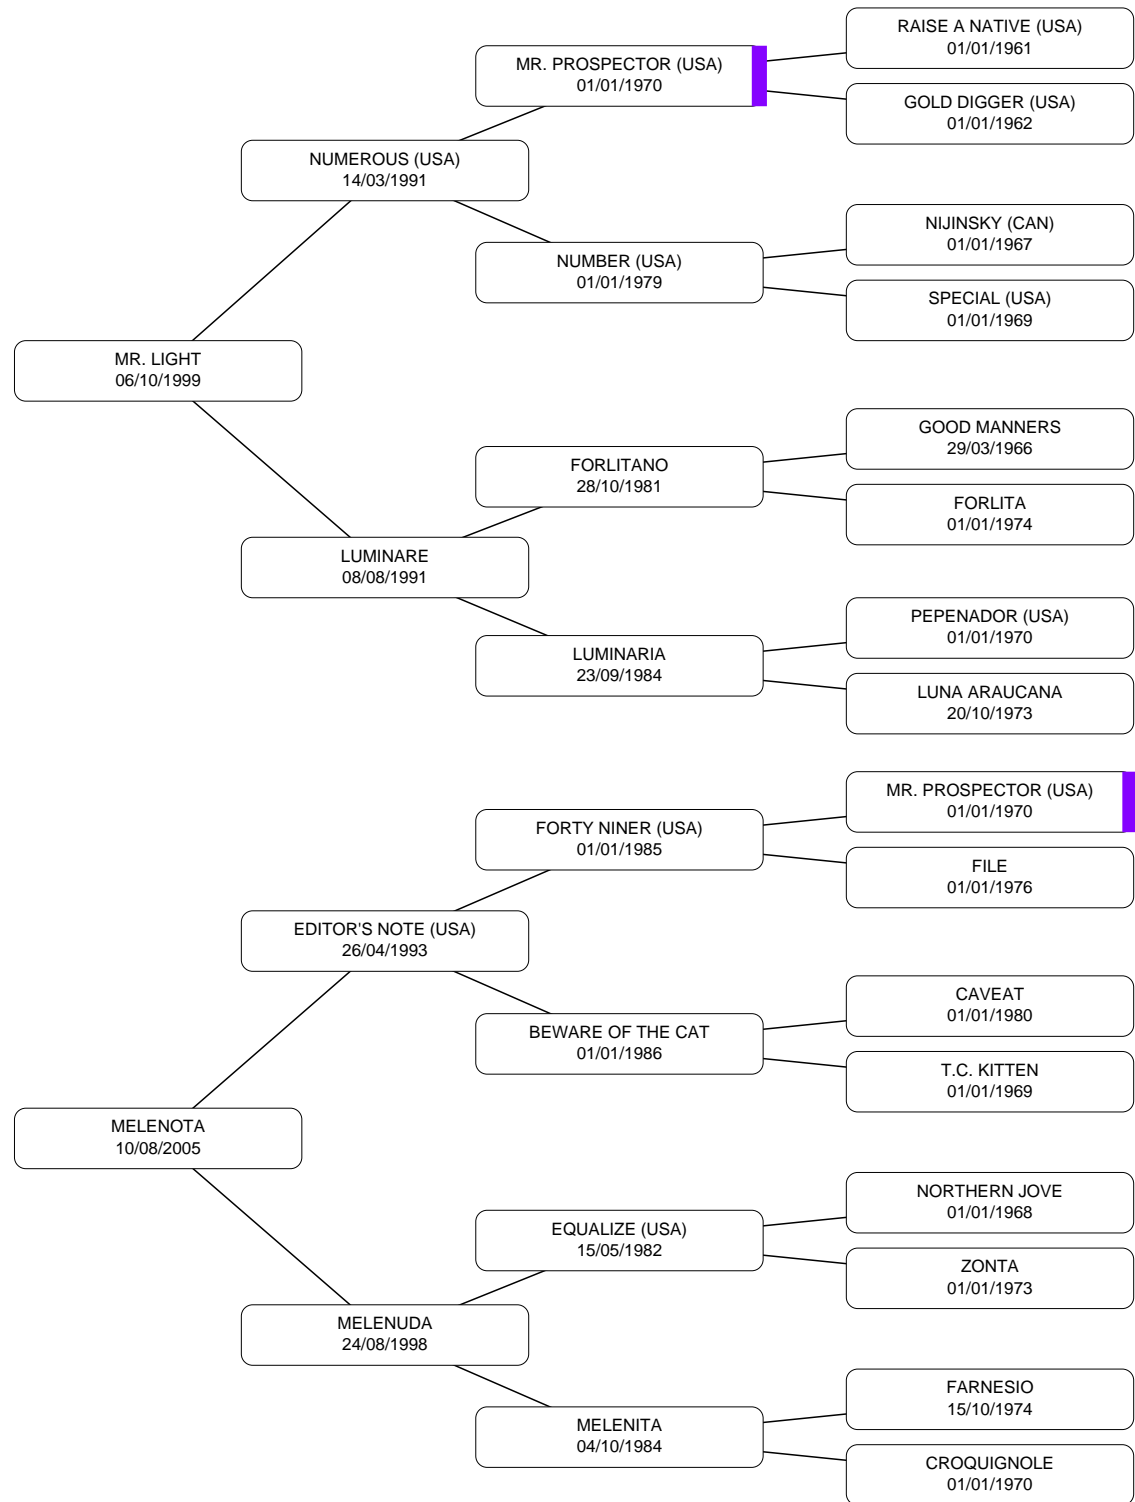 RAISE A NATIVE (USA)
01/01/1961
MR. PROSPECTOR (USA)
01/01/1970
GOLD DIGGER (USA)
01/01/1962
NUMEROUS (USA)
14/03/1991
NIJINSKY (CAN)
01/01/1967
NUMBER (USA)
01/01/1979
SPECIAL (USA)
01/01/1969
MR. LIGHT
06/10/1999
GOOD MANNERS
29/03/1966
FORLITANO
28/10/1981
FORLITA
01/01/1974
LUMINARE
08/08/1991
PEPENADOR (USA)
01/01/1970
LUMINARIA
23/09/1984
LUNA ARAUCANA
20/10/1973
MR. PROSPECTOR (USA)
01/01/1970
FORTY NINER (USA)
01/01/1985
FILE
01/01/1976
EDITOR'S NOTE (USA)
26/04/1993
CAVEAT
01/01/1980
BEWARE OF THE CAT
01/01/1986
T.C. KITTEN
01/01/1969
MELENOTA
10/08/2005
NORTHERN JOVE
01/01/1968
EQUALIZE (USA)
15/05/1982
ZONTA
01/01/1973
MELENUDA
24/08/1998
FARNESIO
15/10/1974
MELENITA
04/10/1984
CROQUIGNOLE
01/01/1970